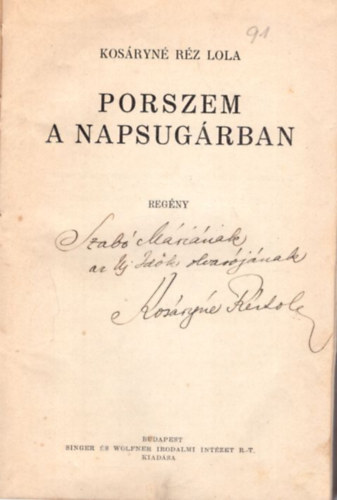 91
KOSÁRYNÉ RÉZ LOLA
PORSZEM
A NAPSUGÁRBAN
REGÉNY
Szabó Máriának
az Uj Idők olvasójának
Kosáryné Réz Lola
BUDAPEST
SINGER ÉS WOLFNER IRODALMI INTÉZET R.-T.
KIADÁSA